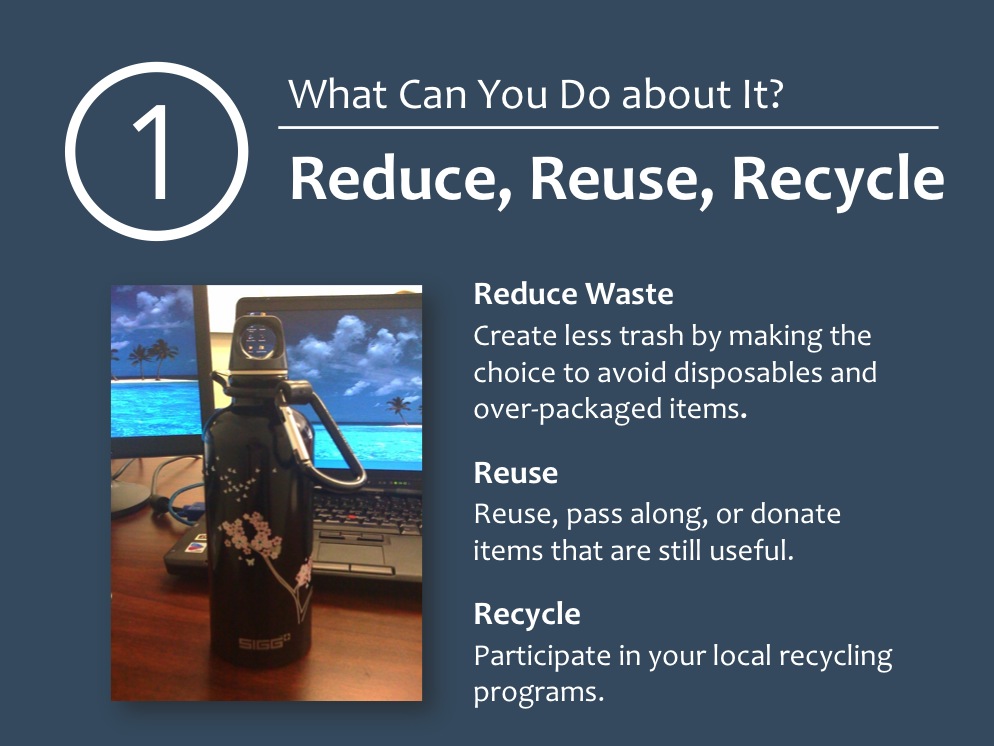 1
What Can You Do about It?
Reduce, Reuse, Recycle
Reduce Waste
Create less trash by making the
choice to avoid disposables and
over-packaged items.
Reuse
Reuse, pass along, or donate
items that are still useful.
Recycle
Participate in your local recycling
programs.
SIGG